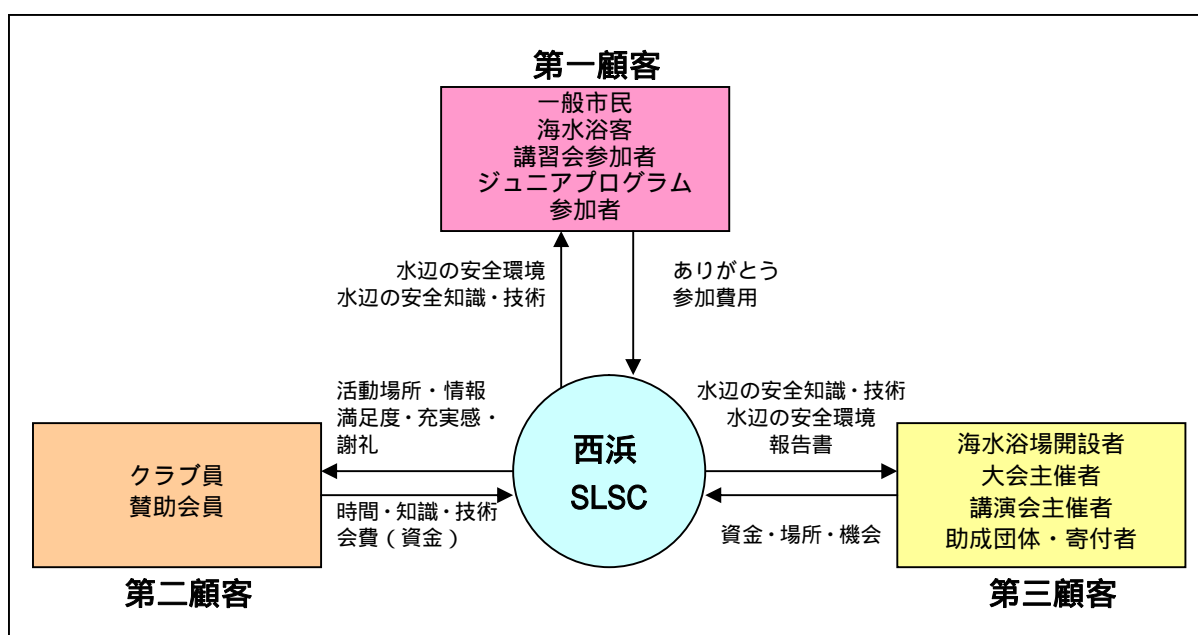 第一顧客
一般市民
海水浴客
講習会参加者
ジュニアプログラム
参加者
水辺の安全環境
水辺の安全知識・技術
ありがとう
参加費用
活動場所・情報
満足度・充実感・
謝礼
水辺の安全知識・技術
水辺の安全環境
報告書
クラブ員
賛助会員
西浜
SLSC
海水浴場開設者
大会主催者
講演会主催者
助成団体・寄付者
時間・知識・技術
会費（資金）
資金・場所・機会
第二顧客
第三顧客